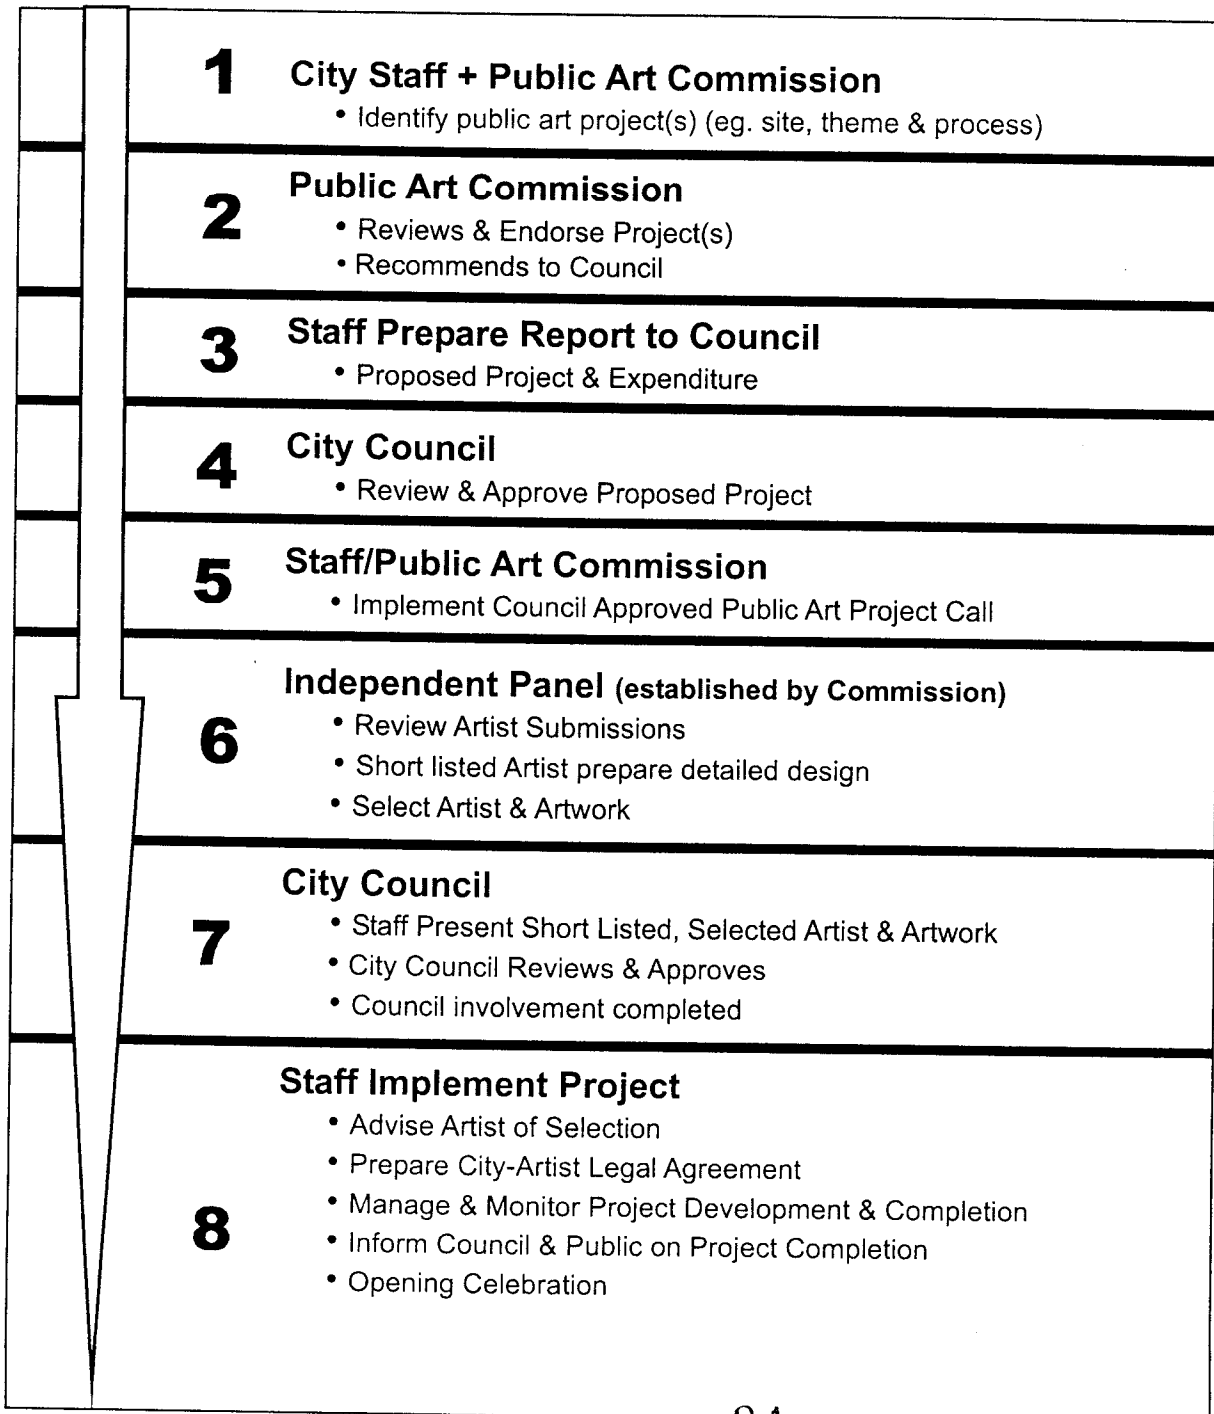 1
City Staff + Public Art Commission
• Identify public art project(s) (eg. site, theme & process)
2
Public Art Commission
• Reviews & Endorse Project(s)
• Recommends to Council
3
Staff Prepare Report to Council
• Proposed Project & Expenditure
4
City Council
• Review & Approve Proposed Project
5
Staff/Public Art Commission
• Implement Council Approved Public Art Project Call
6
Independent Panel (established by Commission)
• Review Artist Submissions
• Short listed Artist prepare detailed design
• Select Artist & Artwork
7
City Council
• Staff Present Short Listed, Selected Artist & Artwork
• City Council Reviews & Approves
• Council involvement completed
8
Staff Implement Project
• Advise Artist of Selection
• Prepare City-Artist Legal Agreement
• Manage & Monitor Project Development & Completion
• Inform Council & Public on Project Completion
• Opening Celebration